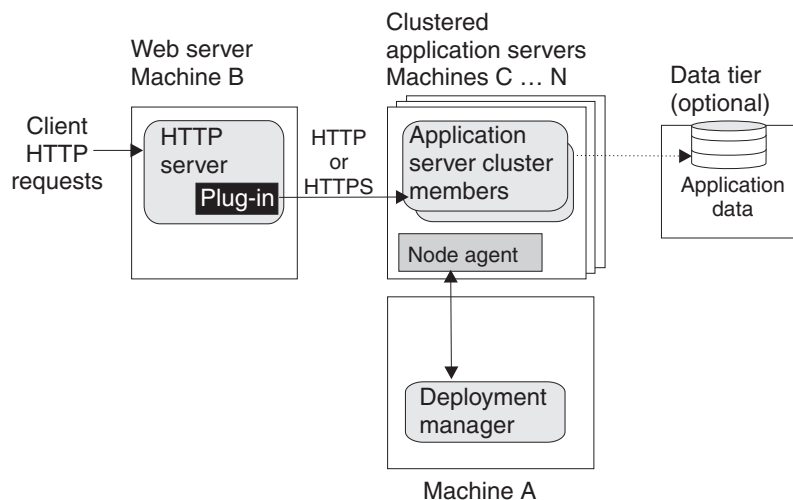 Web server
Machine B
Clustered
application servers
Machines C ... N
Data tier
(optional)
Client
HTTP
requests
HTTP
server
Plug-in
HTTP
or
HTTPS
Application
server cluster
members
Node agent
Application
data
Deployment
manager
Machine A